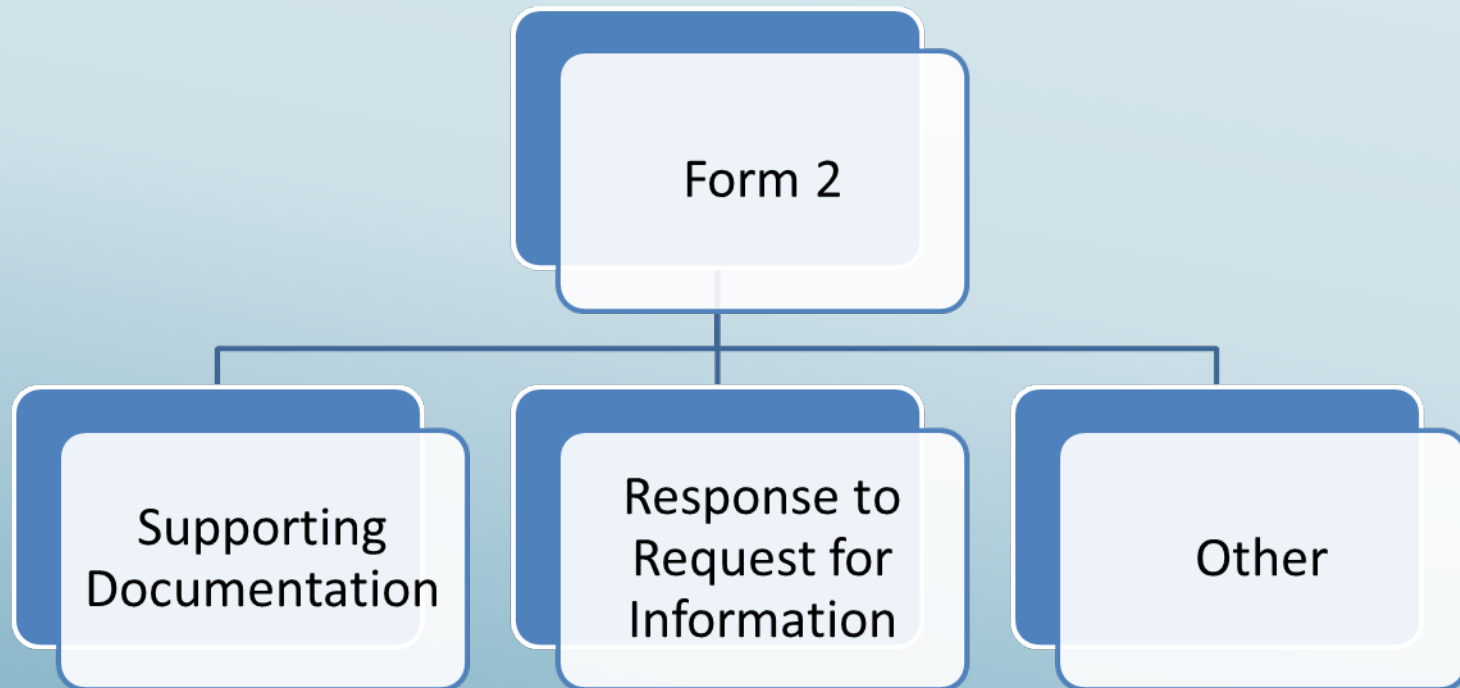 Form 2
Supporting
Documentation
Response to
Request for
Information
Other